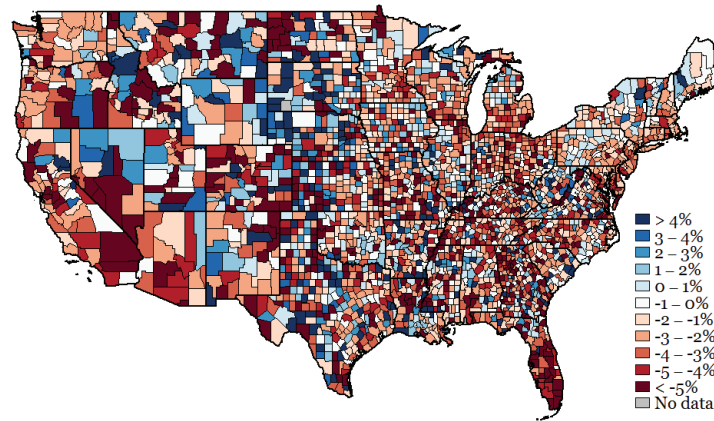 > 4%
3 – 4%
2 – 3%
1 – 2%
0 – 1%
-1 – 0%
-2 – -1%
-3 – -2%
-4 – -3%
-5 – -4%
< -5%
No data